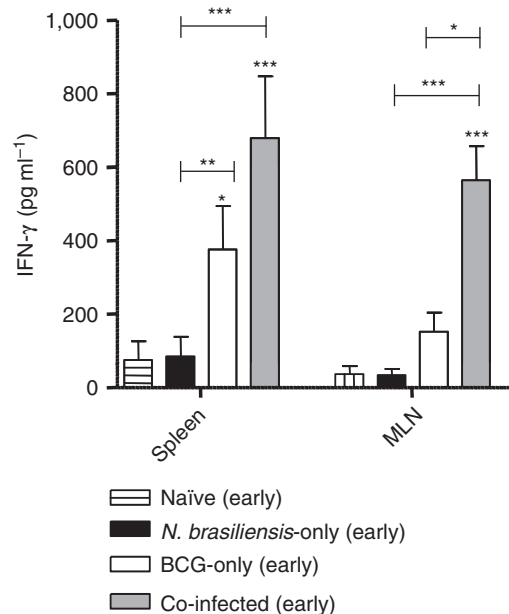 1,000
800
600
400
200
0
IFN-γ (pg ml−1)
***
***
**
*
*
***
***
Spleen
MLN
Naïve (early)
N. brasiliensis-only (early)
BCG-only (early)
Co-infected (early)